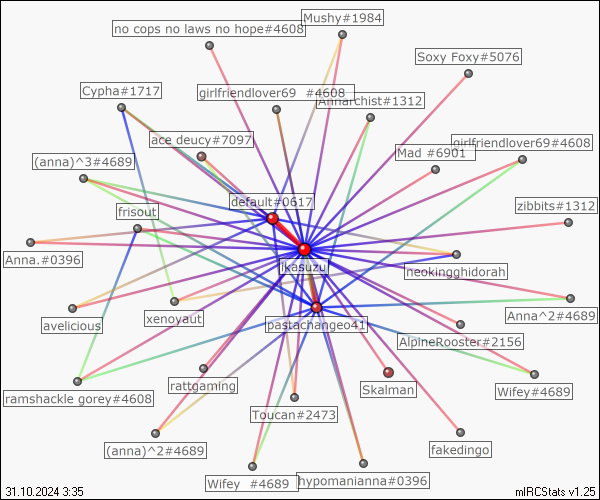 Mushy#1984
no cops no laws no hope#4608
Soxy Foxy#5076
Cypha#1717
girlfriendlover69 #4608
Annarchist#1312
ace deucy#7097
girlfriendlover69#4608
Mad #6901
(anna)^3#4689
default#0617
frisout
zibbits#1312
Anna.#0396
ikasuzu
neokingghidorah
avelicious
xenoyaut
pastachangeo41
Anna^2#4689
AlpineRooster#2156
rattgaming
Skalman
Wifey#4689
ramshackle gorey#4608
Toucan#2473
(anna)^2#4689
fakedingo
Wifey #4689
hypomanianna#0396
31.10.2024 3:35
mIRCStats v1.25